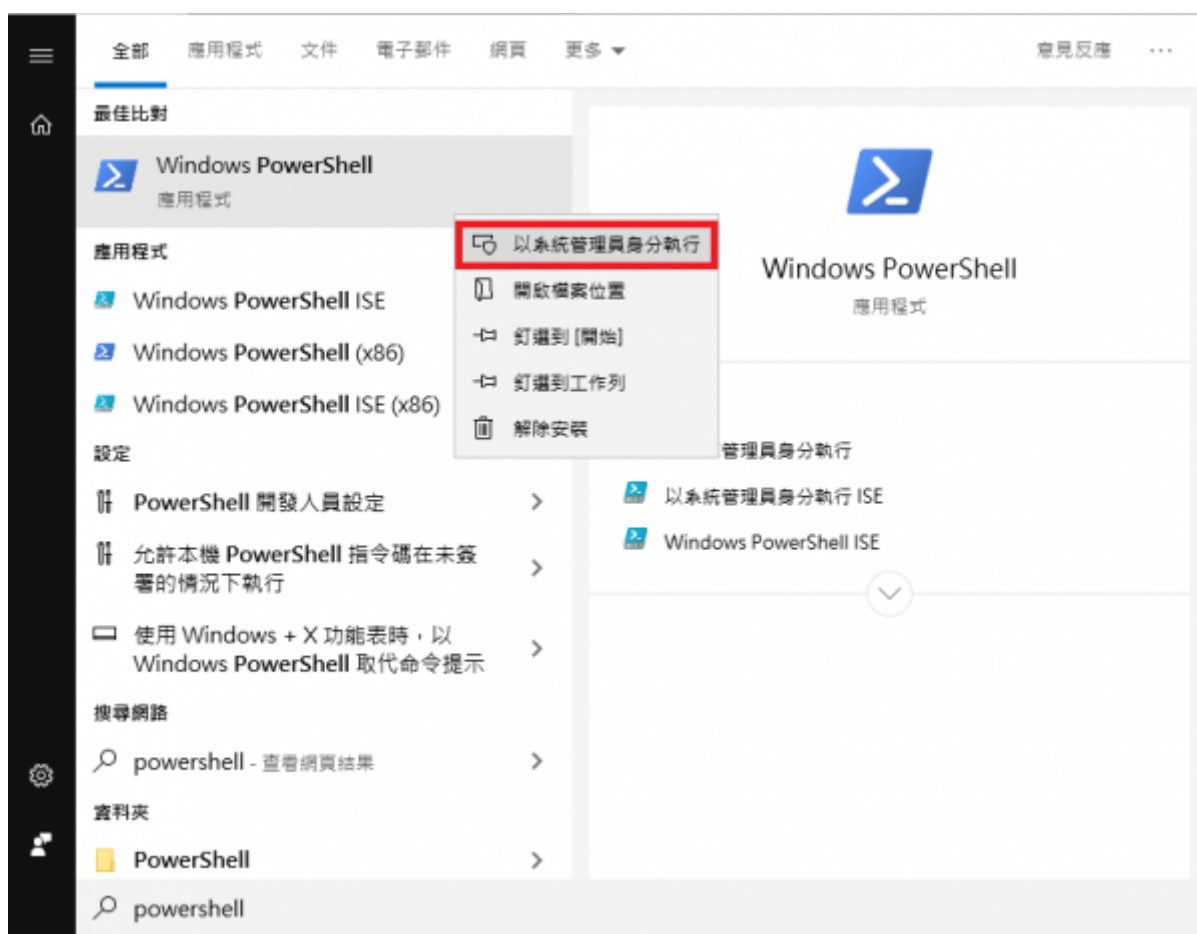 全部 應用程式 文件 電子郵件 網頁 更多 意見反應 ...
最佳比對
Windows PowerShell
應用程式
應用程式
Windows PowerShell ISE
Windows PowerShell (x86)
Windows PowerShell ISE (x86)
設定
PowerShell 開發人員設定
允許本機 PowerShell 指令碼在未簽
署的情況下執行
使用 Windows + X 功能表時，以
Windows PowerShell 取代命令提示
搜尋網路
powershell - 查看網頁結果
資料夾
PowerShell
powershell
以系統管理員身分執行
開啟檔案位置
釘選到 [開始]
釘選到工作列
解除安裝
Windows PowerShell
應用程式
管理員身分執行
以系統管理員身分執行 ISE
Windows PowerShell ISE